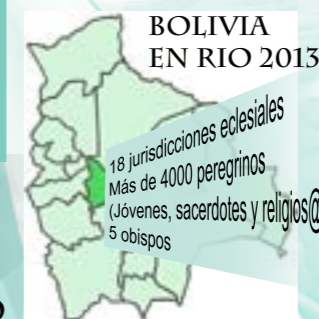 BOLIVIA
EN RIO 2013
18 jurisdicciones eclesiales
Más de 4000 peregrinos
(Jóvenes, sacerdotes y religios@
5 obispos